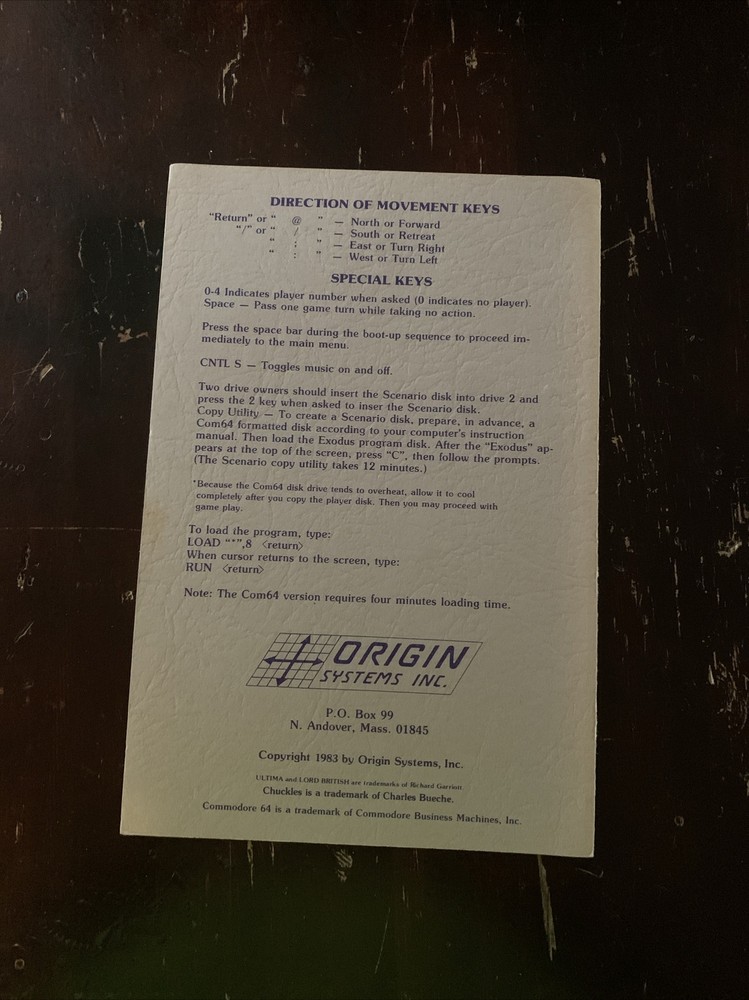 DIRECTION OF MOVEMENT KEYS
"Return" or " @ " — North or Forward
"/" or " / " — South or Retreat
" : " — East or Turn Right
" : " — West or Turn Left
SPECIAL KEYS
0-4 Indicates player number when asked (0 indicates no player).
Space — Pass one game turn while taking no action.
Press the space bar during the boot-up sequence to proceed im-
mediately to the main menu.
CNTL S — Toggles music on and off.
Two drive owners should insert the Scenario disk into drive 2 and
press the 2 key when asked to inser the Scenario disk.
Copy Utility — To create a Scenario disk, prepare, in advance, a
Com64 formatted disk according to your computer's instruction
manual. Then load the Exodus program disk. After the "Exodus" ap-
pears at the top of the screen, press "C", then follow the prompts.
(The Scenario copy utility takes 12 minutes.)
*Because the Com64 disk drive tends to overheat, allow it to cool
completely after you copy the player disk. Then you may proceed with
game play.
To load the program, type:
LOAD "*",8 <return>
When cursor returns to the screen, type:
RUN <return>
Note: The Com64 version requires four minutes loading time.
ORIGIN
SYSTEMS INC.
P.O. Box 99
N. Andover, Mass. 01845
Copyright 1983 by Origin Systems, Inc.
ULTIMA and LORD BRITISH are trademarks of Richard Garriott.
Chuckles is a trademark of Charles Bueche.
Commodore 64 is a trademark of Commodore Business Machines, Inc.